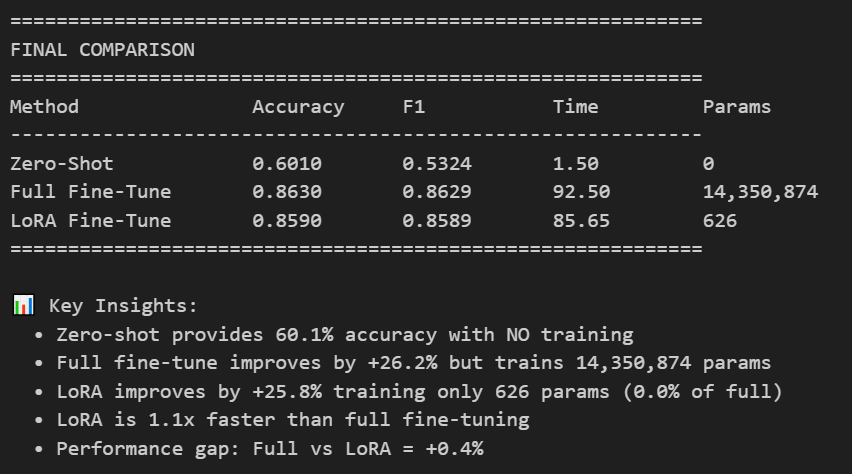 ============================================================
FINAL COMPARISON
============================================================
Method Accuracy F1 Time Params
------------------------------------------------------------
Zero-Shot 0.6010 0.5324 1.50 0
Full Fine-Tune 0.8630 0.8629 92.50 14,350,874
LoRA Fine-Tune 0.8590 0.8589 85.65 626
============================================================
📊 Key Insights:
• Zero-shot provides 60.1% accuracy with NO training
• Full fine-tune improves by +26.2% but trains 14,350,874 params
• LoRA improves by +25.8% training only 626 params (0.0% of full)
• LoRA is 1.1x faster than full fine-tuning
• Performance gap: Full vs LoRA = +0.4%